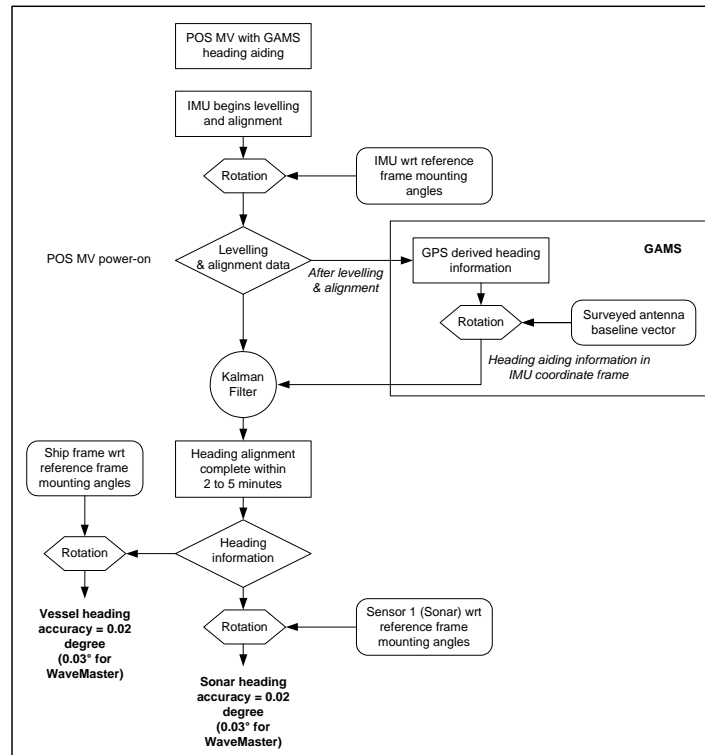 POS MV with GAMS
heading aiding
IMU begins levelling
and alignment
Rotation
IMU wrt reference
frame mounting
angles
POS MV power-on
Levelling
& alignment data
After levelling
& alignment
GAMS
GPS derived heading
information
Rotation
Surveyed antenna
baseline vector
Heading aiding information in
IMU coordinate frame
Kalman
Filter
Ship frame wrt
reference frame
mounting angles
Heading alignment
complete within
2 to 5 minutes
Rotation
Heading
information
Vessel heading
accuracy = 0.02
degree
(0.03° for
WaveMaster)
Rotation
Sensor 1 (Sonar) wrt
reference frame
mounting angles
Sonar heading
accuracy = 0.02
degree
(0.03° for
WaveMaster)